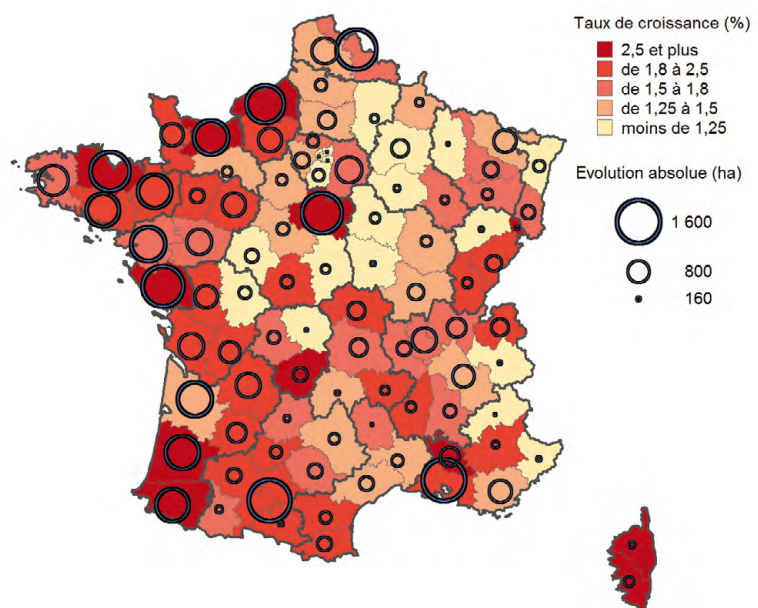 Taux de croissance (%)
2,5 et plus
de 1,8 à 2,5
de 1,5 à 1,8
de 1,25 à 1,5
moins de 1,25
Evolution absolue (ha)
1 600
800
160